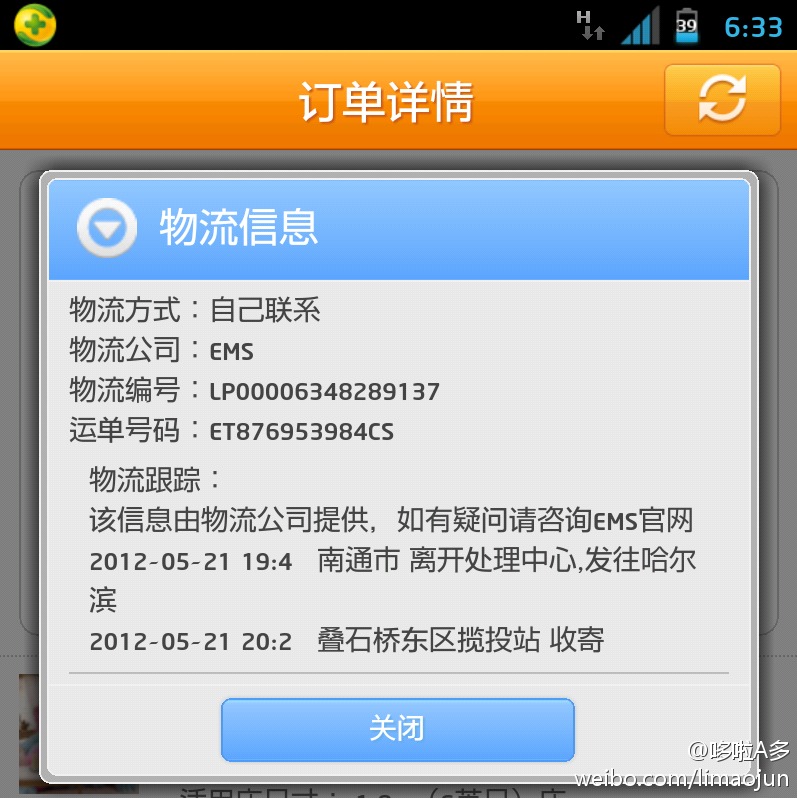 H
39
6:33
订单详情
物流信息
物流方式：自己联系
物流公司：EMS
物流编号：LP00006348289137
运单号码：ET876953984CS
物流跟踪：
该信息由物流公司提供，如有疑问请咨询EMS官网
2012-05-21 19:4 南通市 离开处理中心,发往哈尔
滨
2012-05-21 20:2 叠石桥东区揽投站 收寄
关闭
@哆啦A多
weibo.com/limaojun